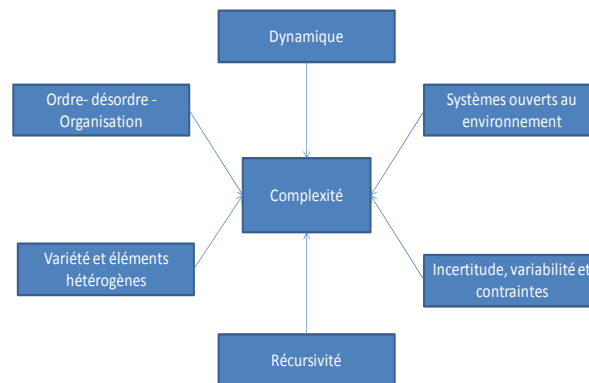 Dynamique
Ordre- désordre -
Organisation
Systèmes ouverts au
environnement
Complexité
Variété et éléments
hétérogènes
Incertitude, variabilité et
contraintes
Récursivité